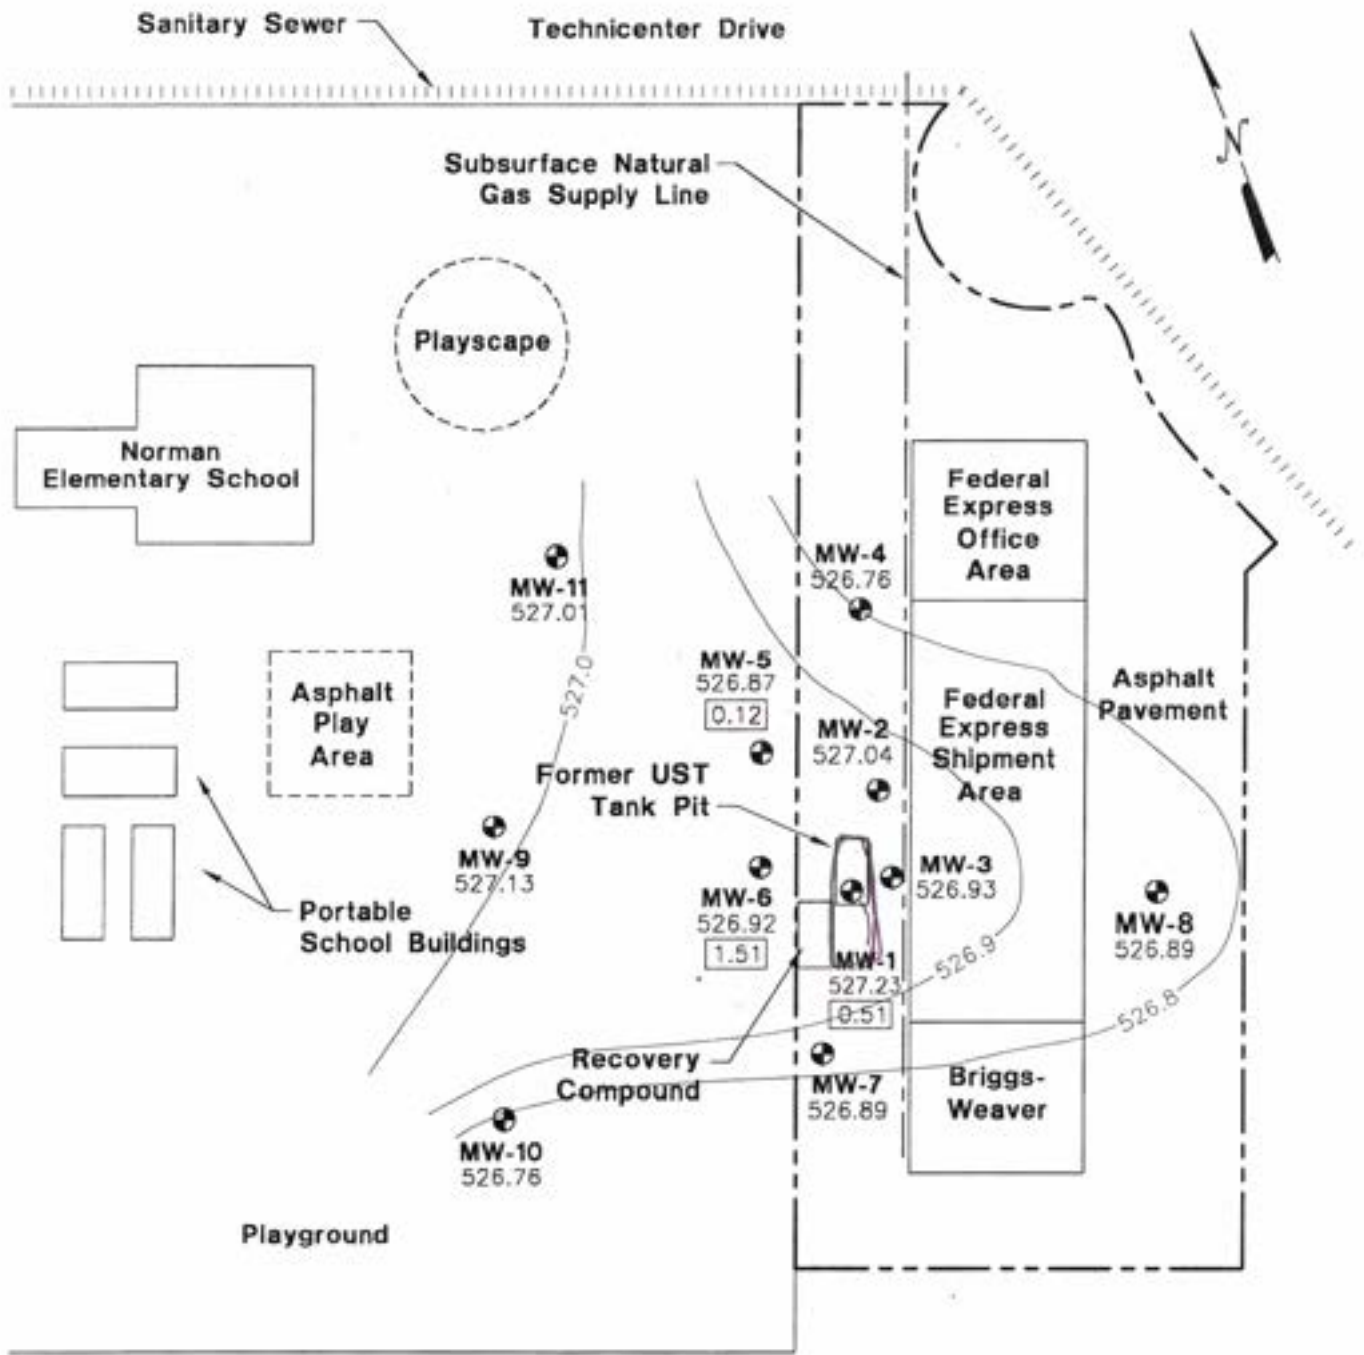 Sanitary Sewer
Technicenter Drive
N
Subsurface Natural
Gas Supply Line
Playscape
Norman
Elementary School
Federal
Express
Office
Area
MW-4
526.76
MW-11
527.01
527.0
MW-5
526.87
0.12
Asphalt
Play
Area
MW-2
527.04
Federal
Express
Shipment
Area
Asphalt
Pavement
Former UST
Tank Pit
MW-9
527.13
MW-6
526.92
1.51
MW-3
526.93
MW-8
526.89
Portable
School Buildings
MW-1
527.23
0.51
526.9
526.8
Recovery
Compound
MW-7
526.89
Briggs-
Weaver
MW-10
526.76
Playground